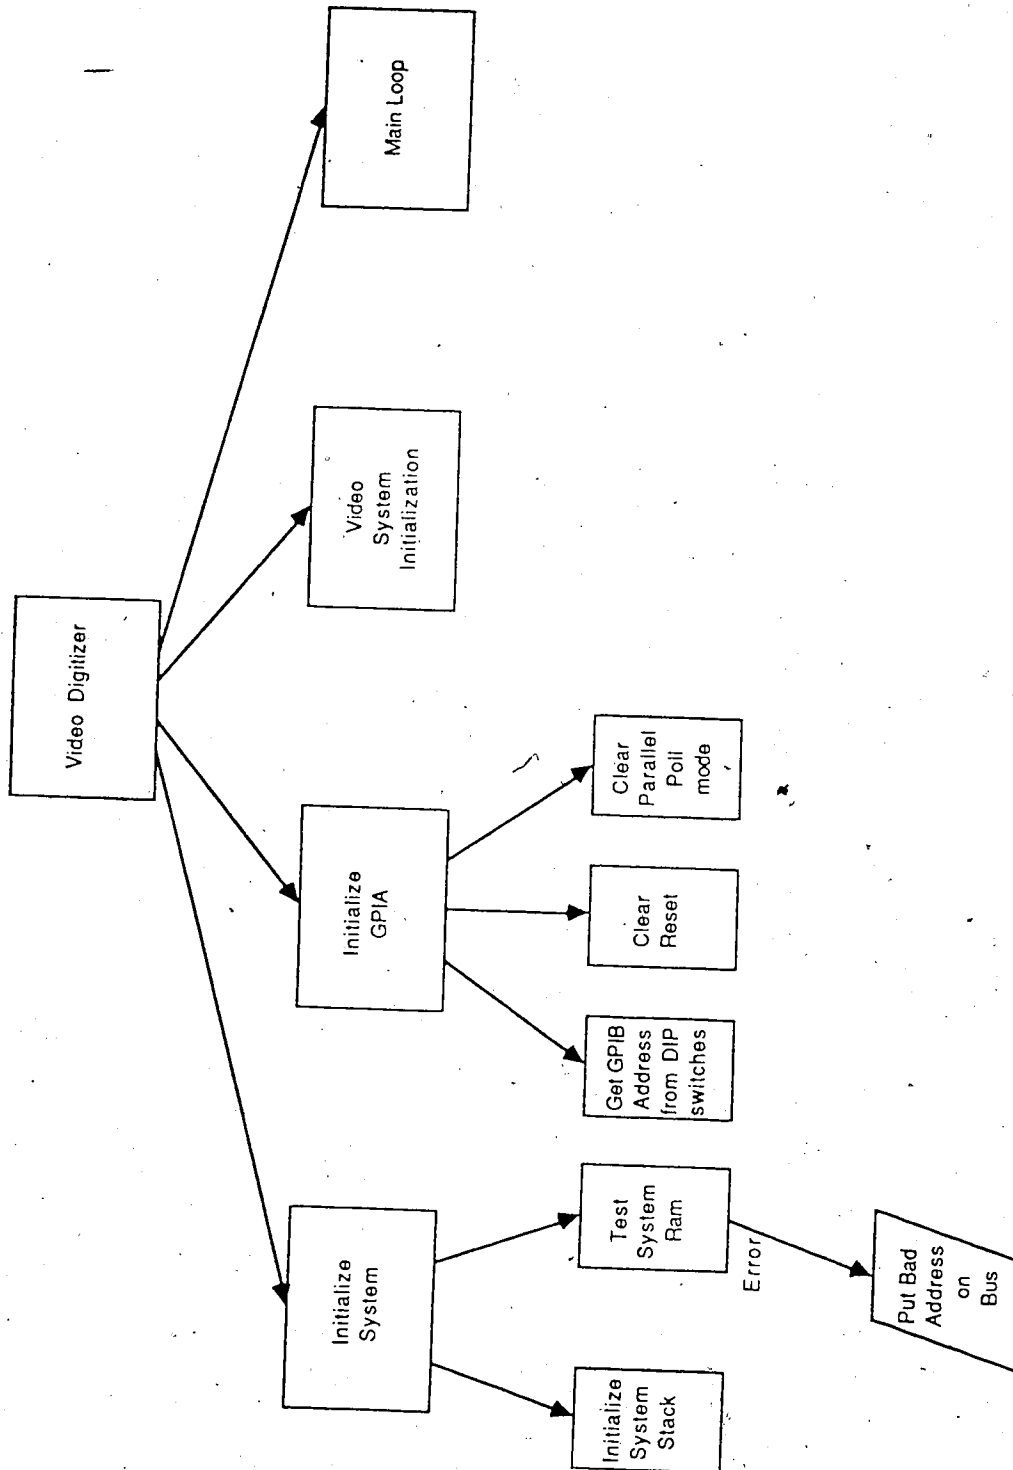 Video Digitizer
Initialize
System
Initialize
GPIA
Video
System
Initialization
Main Loop
Initialize
System
Stack
Test
System
Ram
Get GPIB
Address
from DIP
switches
Clear
Reset
Clear
Parallel
Poll
mode
Error
Put Bad
Address
on
Bus